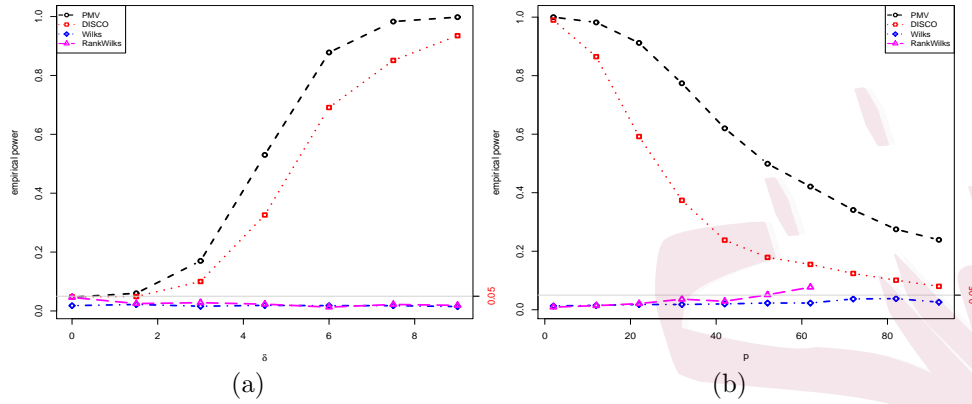 PMV
DISCO
Wilks
RankWilks
empirical power
1.0
0.8
0.6
0.4
0.2
0.0
0.05
0 2 4 6 8
δ
(a)
PMV
DISCO
Wilks
RankWilks
empirical power
1.0
0.8
0.6
0.4
0.2
0.0
0.05
0 20 40 60 80
p
(b)